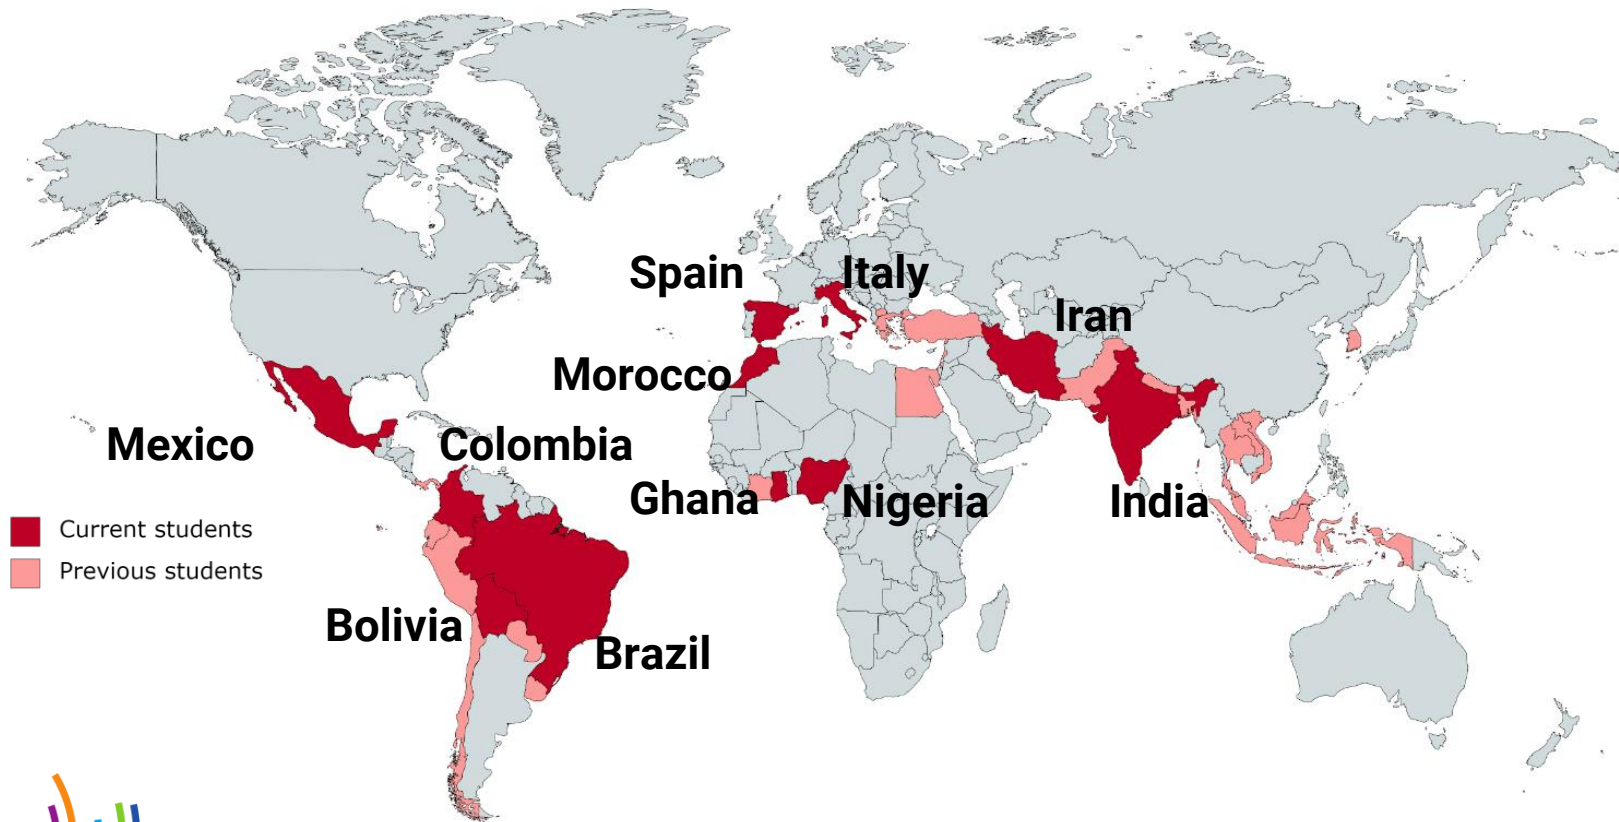 Spain
Italy
Iran
Morocco
Mexico
Colombia
Ghana
Nigeria
India
Current students
Previous students
Bolivia
Brazil